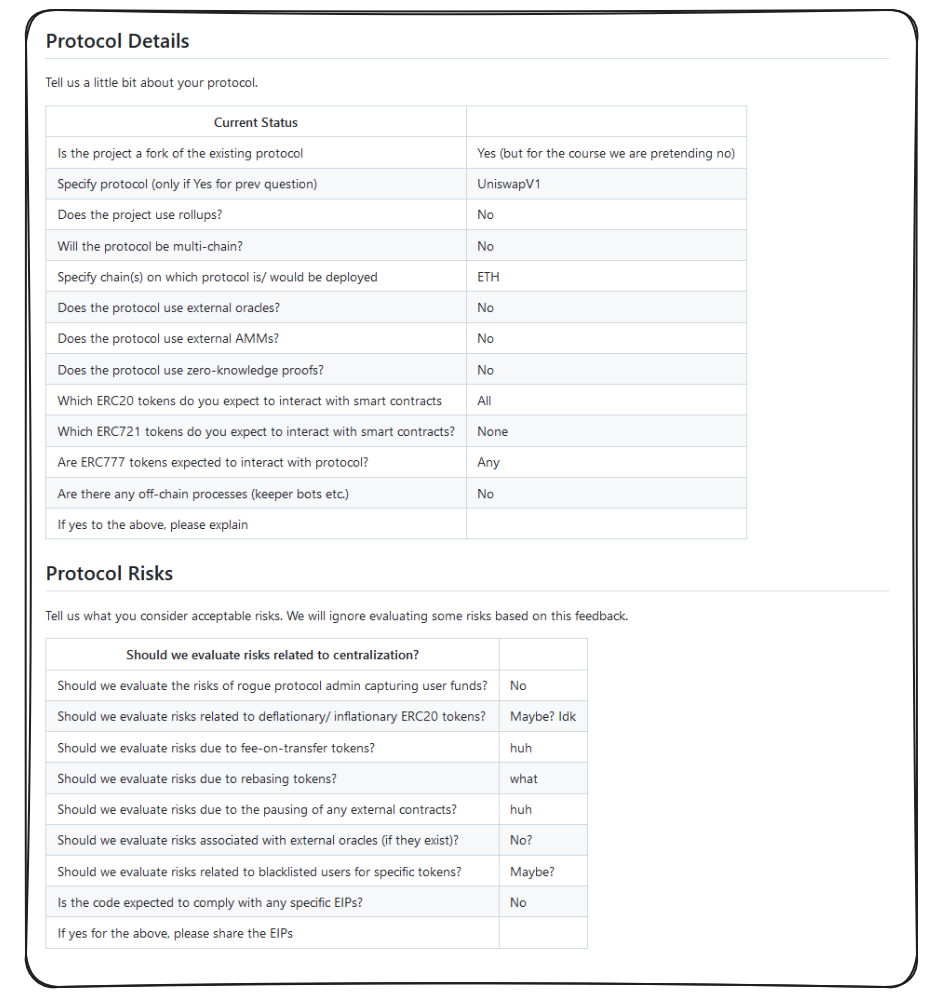 Protocol Details
Tell us a little bit about your protocol.
Current Status
Is the project a fork of the existing protocol Yes (but for the course we are pretending no)
Specify protocol (only if Yes for prev question) UniswapV1
Does the project use rollups? No
Will the protocol be multi-chain? No
Specify chain(s) on which protocol is/ would be deployed ETH
Does the protocol use external oracles? No
Does the protocol use external AMMs? No
Does the protocol use zero-knowledge proofs? No
Which ERC20 tokens do you expect to interact with smart contracts All
Which ERC721 tokens do you expect to interact with smart contracts? None
Are ERC777 tokens expected to interact with protocol? Any
Are there any off-chain processes (keeper bots etc.) No
If yes to the above, please explain
Protocol Risks
Tell us what you consider acceptable risks. We will ignore evaluating some risks based on this feedback.
Should we evaluate risks related to centralization?
Should we evaluate the risks of rogue protocol admin capturing user funds? No
Should we evaluate risks related to deflationary/ inflationary ERC20 tokens? Maybe? Idk
Should we evaluate risks due to fee-on-transfer tokens? huh
Should we evaluate risks due to rebasing tokens? what
Should we evaluate risks due to the pausing of any external contracts? huh
Should we evaluate risks associated with external oracles (if they exist)? No?
Should we evaluate risks related to blacklisted users for specific tokens? Maybe?
Is the code expected to comply with any specific EIPs? No
If yes for the above, please share the EIPs